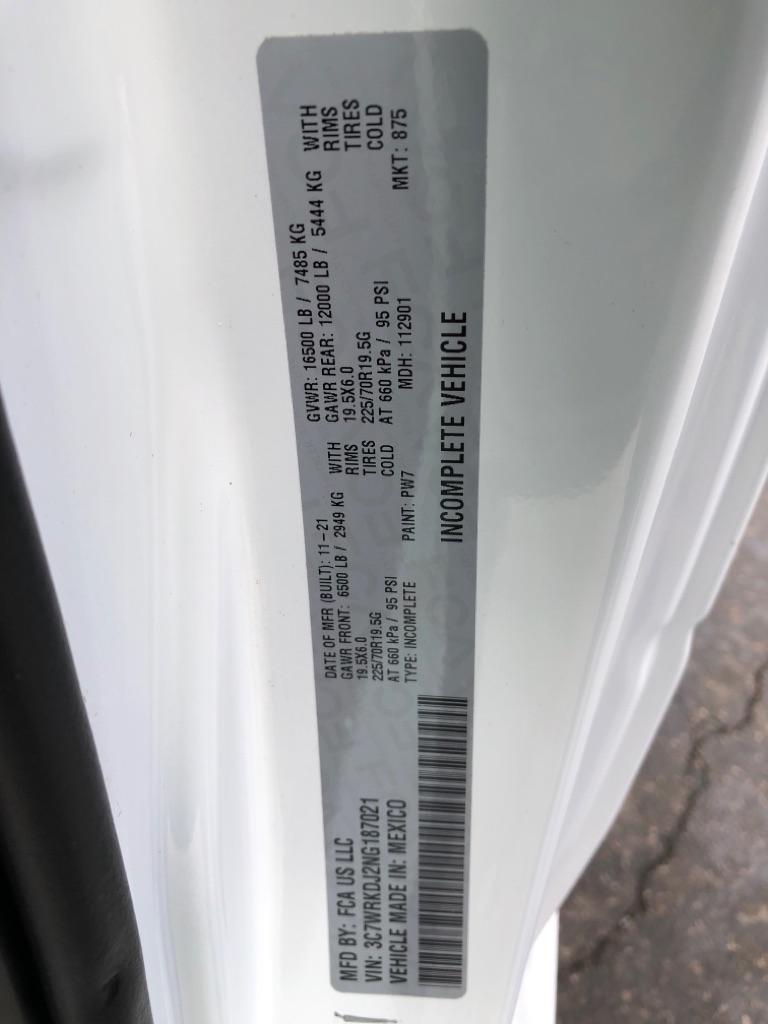 MFD BY: FCA US LLC
VIN: 3C7WRKDJ2NG187021
VEHICLE MADE IN: MEXICO
DATE OF MFR (BUILT): 11-21 GVWR: 16500 LB / 7485 KG
GAWR FRONT: 6500 LB / 2949 KG WITH GAWR REAR: 12000 LB / 5444 KG WITH
19.5X6.0 RIMS 19.5X6.0 RIMS
225/70R19.5G TIRES 225/70R19.5G TIRES
AT 660 kPa / 95 PSI COLD AT 660 kPa / 95 PSI COLD
TYPE: INCOMPLETE PAINT: PW7 MDH: 112901 MKT: 875
INCOMPLETE VEHICLE